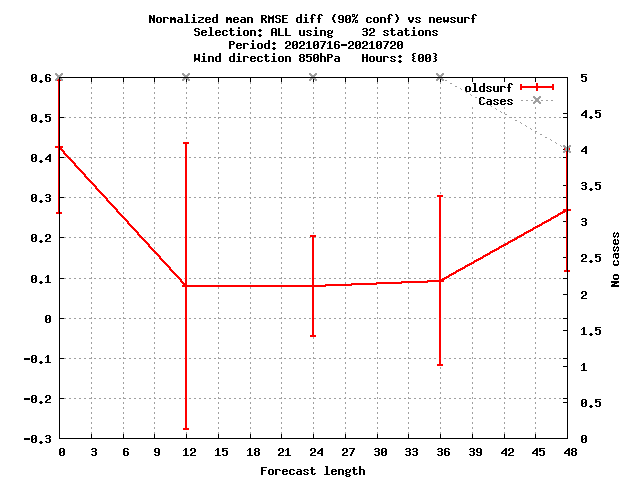 Normalized mean RMSE diff (90% conf) vs newsurf
Selection: ALL using    32 stations
Period: 20210716-20210720
Wind direction 850hPa   Hours: {00}
oldsurf
Cases
0.6
0.5
0.4
0.3
0.2
0.1
0
-0.1
-0.2
-0.3
5
4.5
4
3.5
3
2.5
2
1.5
1
0.5
0
No cases
0 3 6 9 12 15 18 21 24 27 30 33 36 39 42 45 48
Forecast length